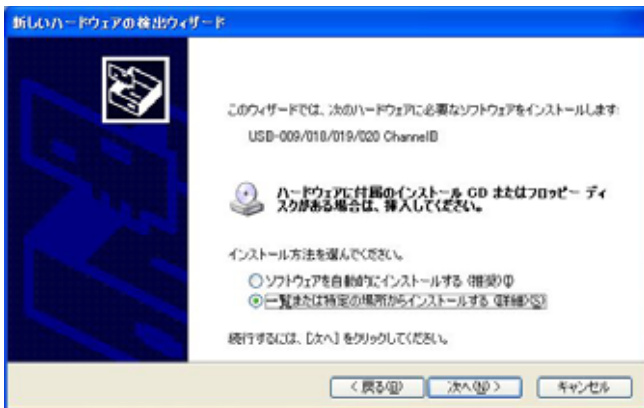 新しいハードウェアの検出ウィザード
このウィザードでは、次のハードウェアに必要なソフトウェアをインストールします:
USB-009/010/019/020 ChannelB
ハードウェアに付属のインストール CD またはフロッピー ディ
スクがある場合は、挿入してください。
インストール方法を選んでください。
ソフトウェアを自動的にインストールする (推奨)(I)
一覧または特定の場所からインストールする (詳細)(S)
続行するには、[次へ] をクリックしてください。
< 戻る(B)
次へ(N) >
キャンセル